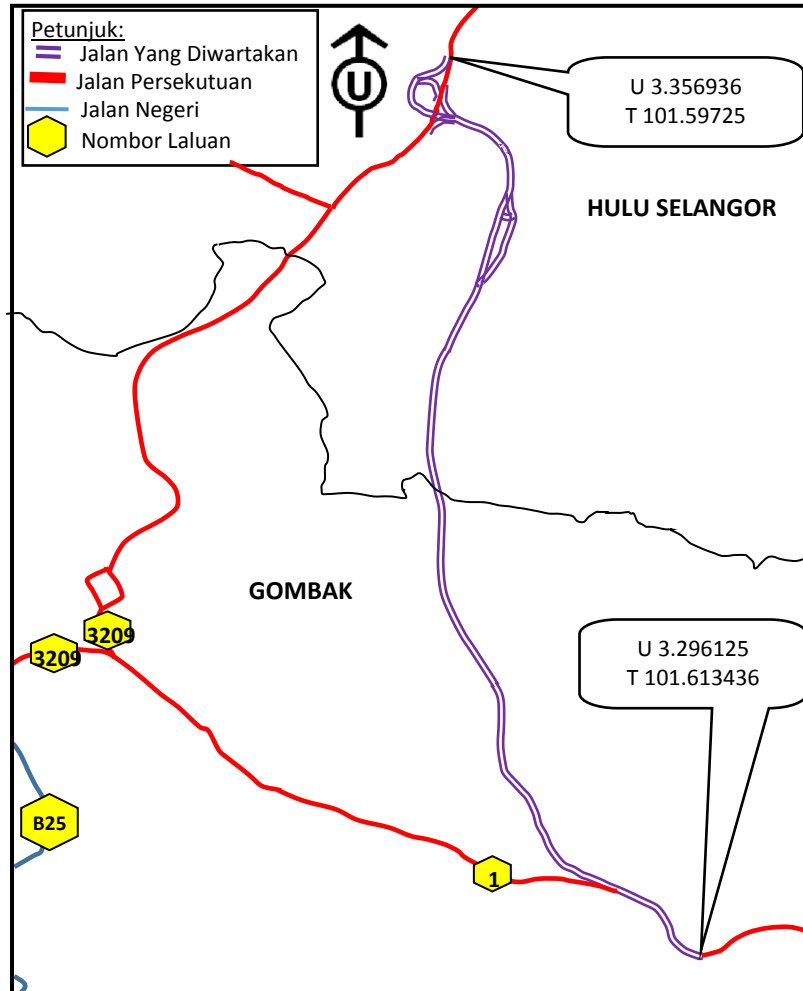 Petunjuk:
Jalan Yang Diwartakan
Jalan Persekutuan
Jalan Negeri
Nombor Laluan
U
U 3.356936
T 101.59725
HULU SELANGOR
GOMBAK
3209
3209
U 3.296125
T 101.613436
B25
1